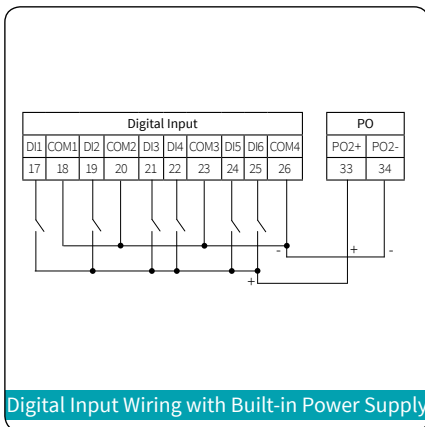 Digital Input PO
DI1 COM1 DI2 COM2 DI3 DI4 COM3 DI5 DI6 COM4 PO2+ PO2-
17 18 19 20 21 22 23 24 25 26 33 34
- + -
+
Digital Input Wiring with Built-in Power Supply